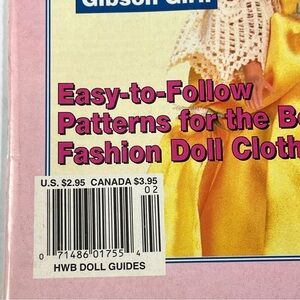 Gibson Girl
Easy-to-Follow
Patterns for the B
Fashion Doll Cloth
U.S. $2.95 CANADA $3.95
02
0 71486 01755 4
HWB DOLL GUIDES